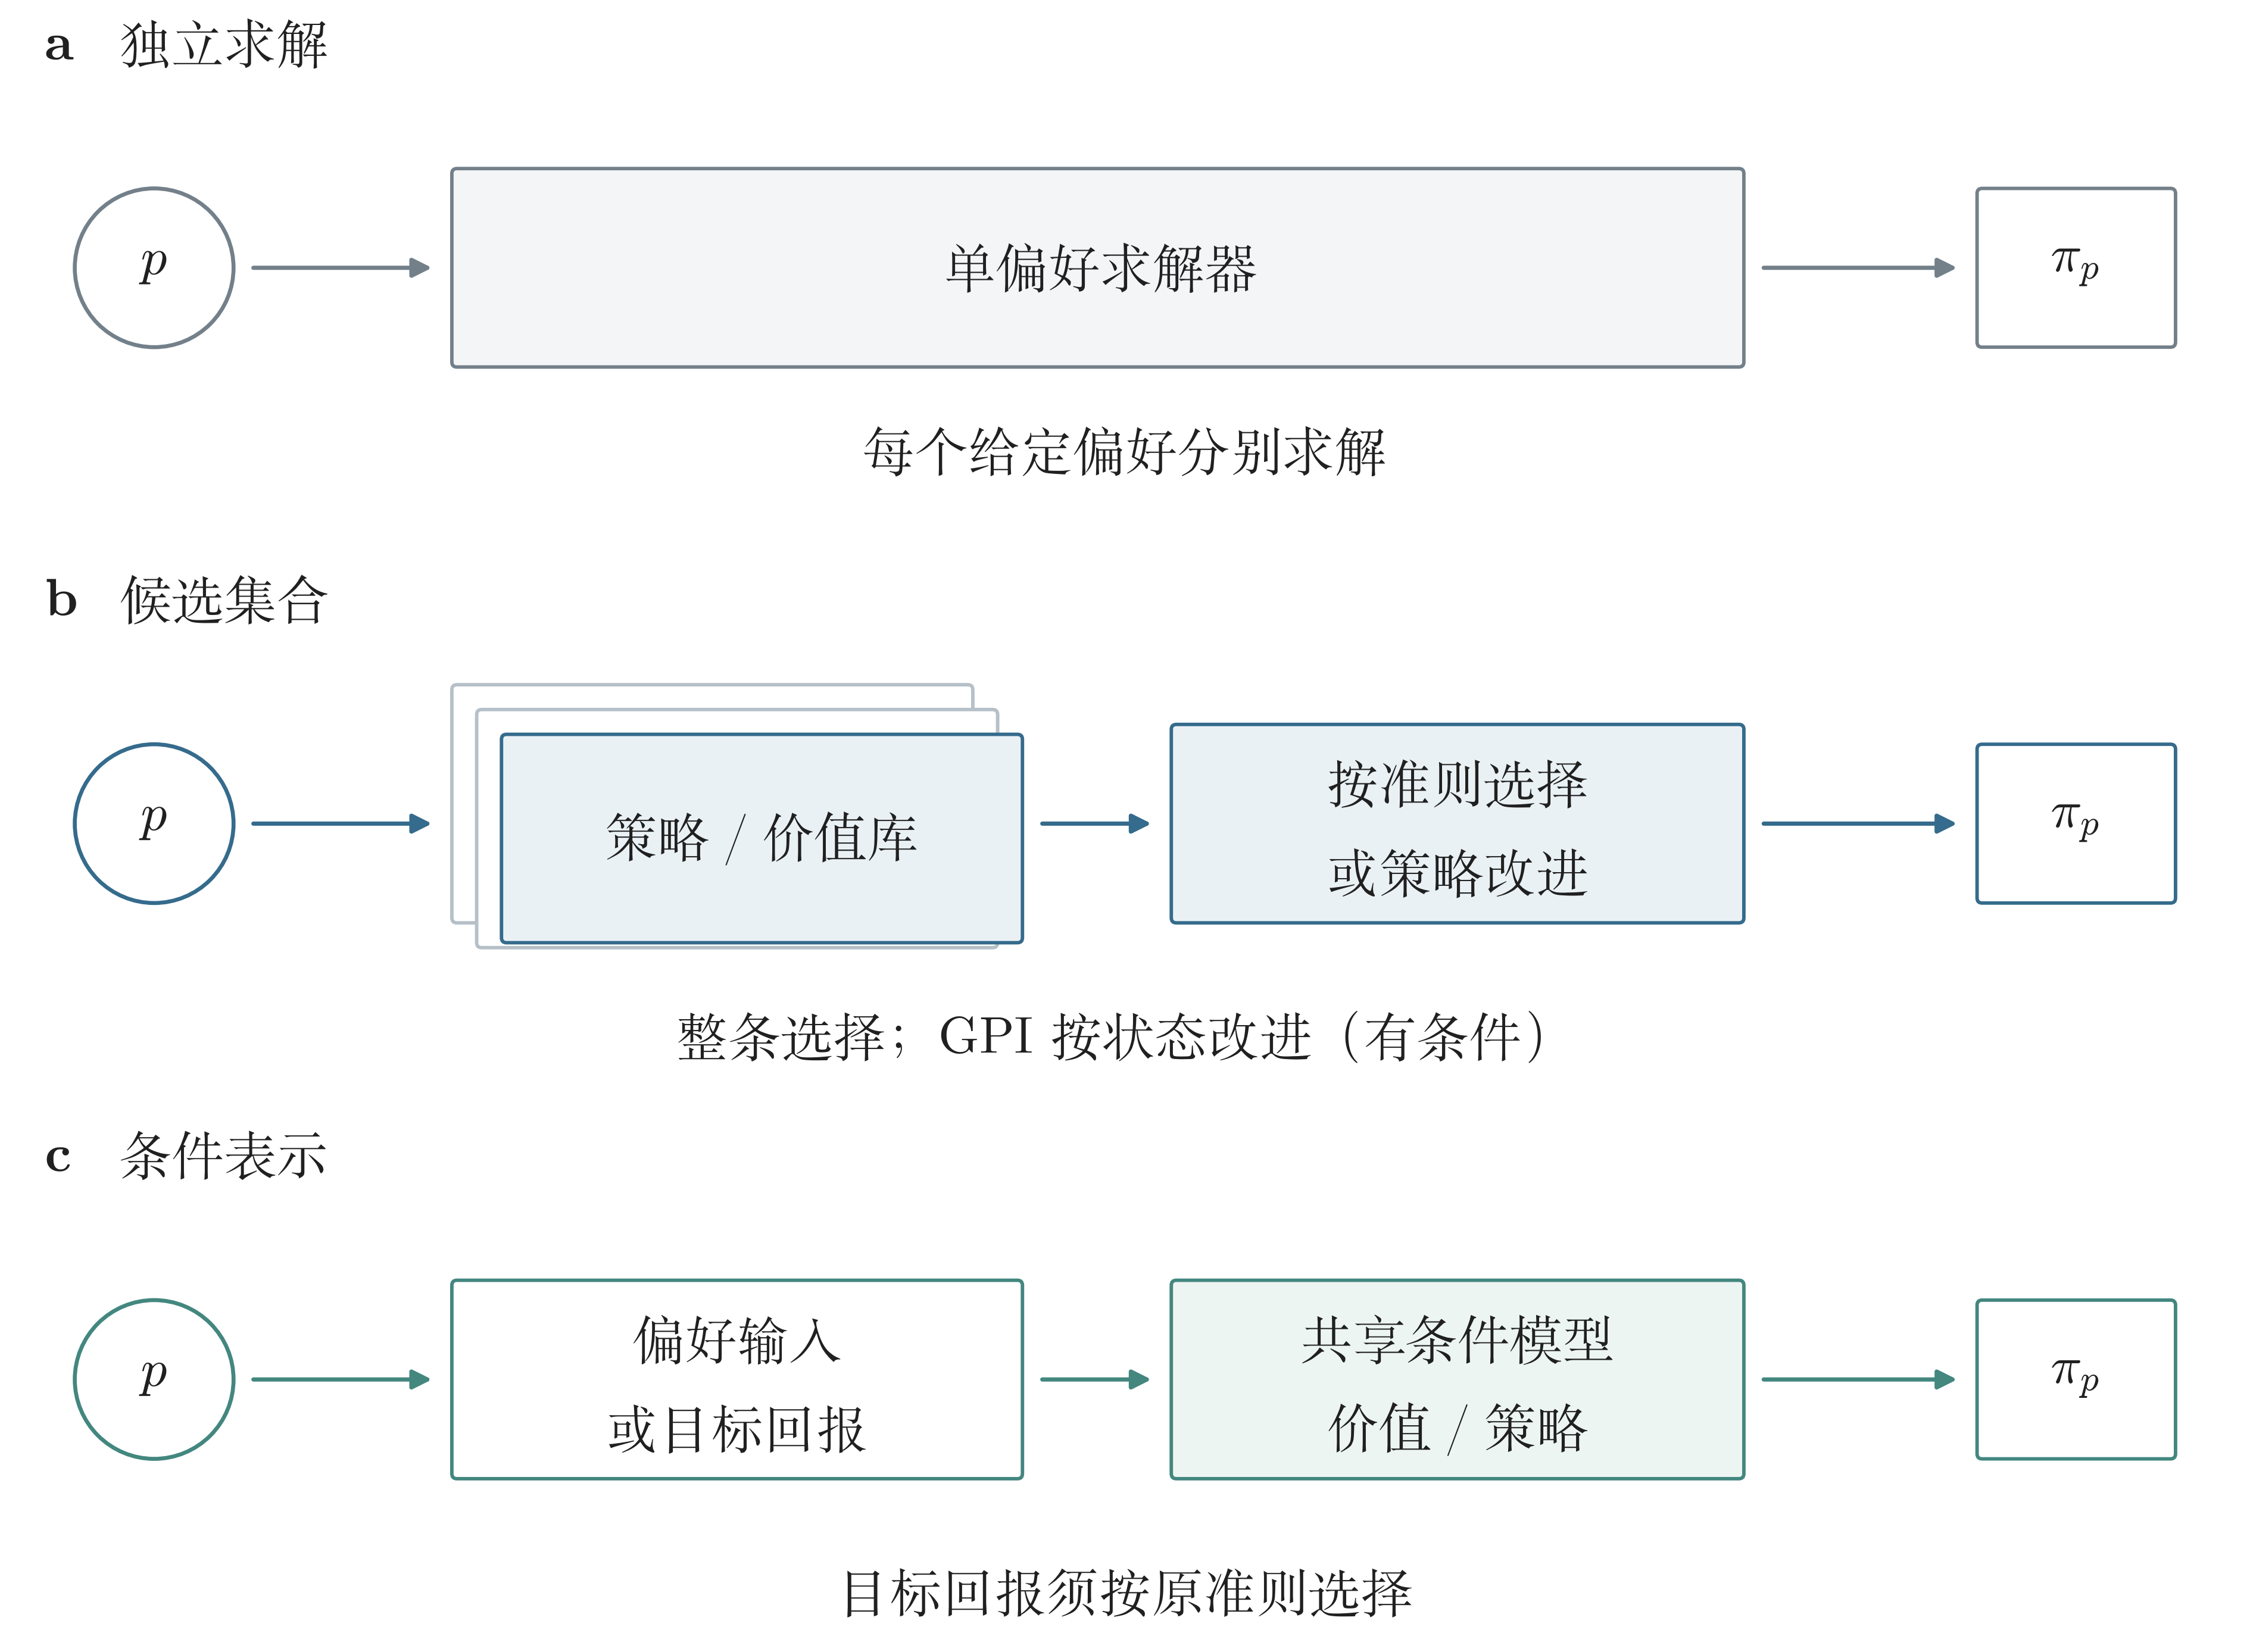 a 独立求解
p
单偏好求解器
πp
每个给定偏好分别求解
b 候选集合
p
策略 / 价值库
按准则选择
或策略改进
πp
整条选择；GPI 按状态改进（有条件）
c 条件表示
p
偏好输入
或目标回报
共享条件模型
价值 / 策略
πp
目标回报须按原准则选择